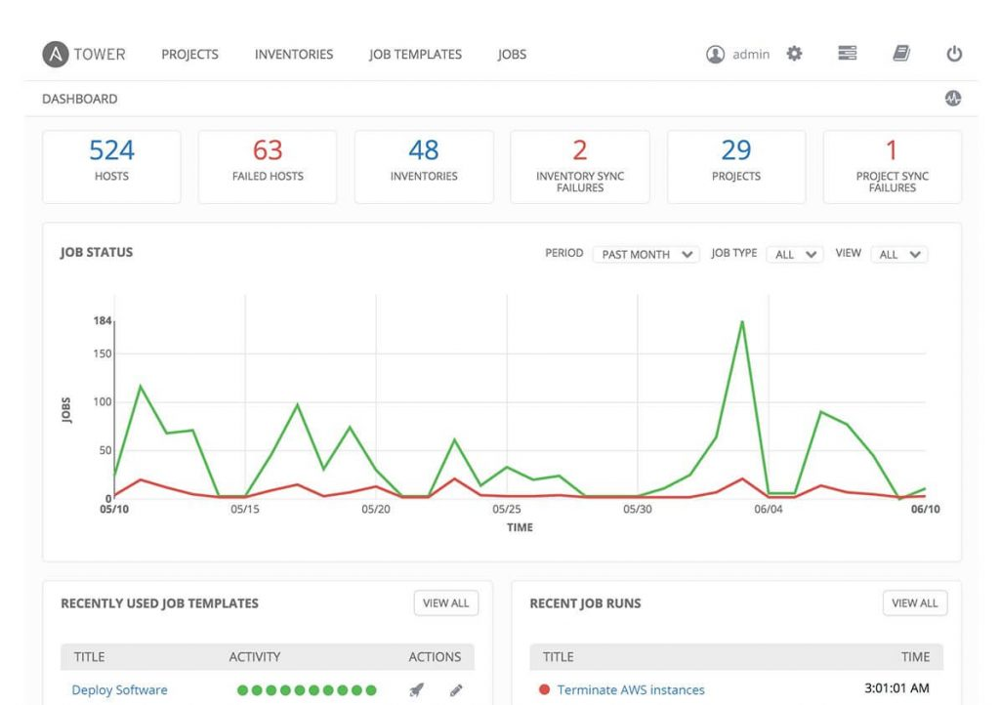 A TOWER PROJECTS INVENTORIES JOB TEMPLATES JOBS admin
DASHBOARD
524
HOSTS
63
FAILED HOSTS
48
INVENTORIES
2
INVENTORY SYNC
FAILURES
29
PROJECTS
1
PROJECT SYNC
FAILURES
JOB STATUS
PERIOD PAST MONTH JOB TYPE ALL VIEW ALL
184
150
100
50
0
JOBS
05/10 05/15 05/20 05/25 05/30 06/04 06/10
TIME
RECENTLY USED JOB TEMPLATES VIEW ALL
TITLE ACTIVITY ACTIONS
Deploy Software
RECENT JOB RUNS VIEW ALL
TITLE TIME
Terminate AWS instances 3:01:01 AM